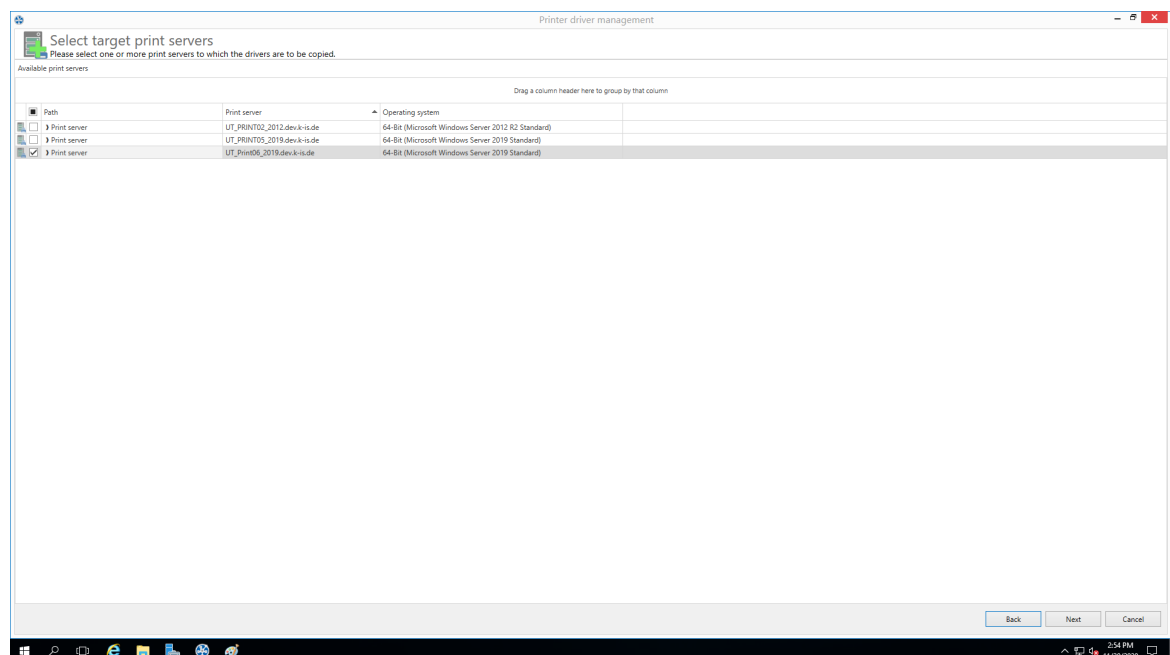 Printer driver management
Select target print servers
Please select one or more print servers to which the drivers are to be copied.
Available print servers
Drag a column header here to group by that column
Path Print server Operating system
Print server UT_PRINT02_2012.dev.k-is.de 64-Bit (Microsoft Windows Server 2012 R2 Standard)
Print server UT_PRINT05_2019.dev.k-is.de 64-Bit (Microsoft Windows Server 2019 Standard)
Print server UT_Print06_2019.dev.k-is.de 64-Bit (Microsoft Windows Server 2019 Standard)
Back Next Cancel
2:54 PM